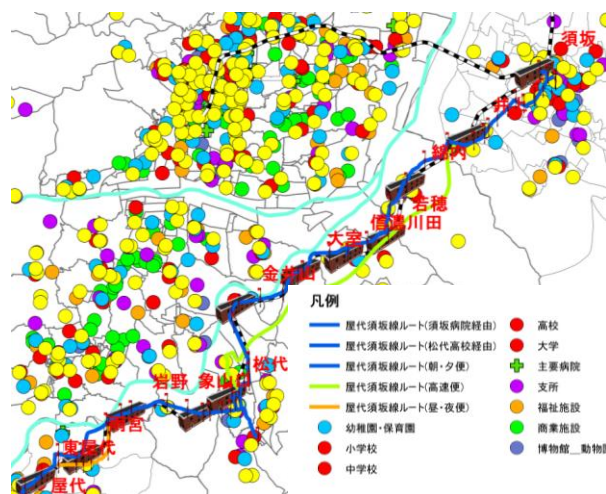 須坂
井上
綿内
若穂
信濃川田
大室
金井山
松代
象山口
岩野
雨宮
東屋代
屋代
凡例
屋代須坂線ルート(須坂病院経由)
屋代須坂線ルート(松代高校経由)
屋代須坂線ルート(朝・夕便)
屋代須坂線ルート(高速便)
屋代須坂線ルート(昼・夜便)
幼稚園・保育園
小学校
中学校
高校
大学
主要病院
支所
福祉施設
商業施設
博物館__動物園